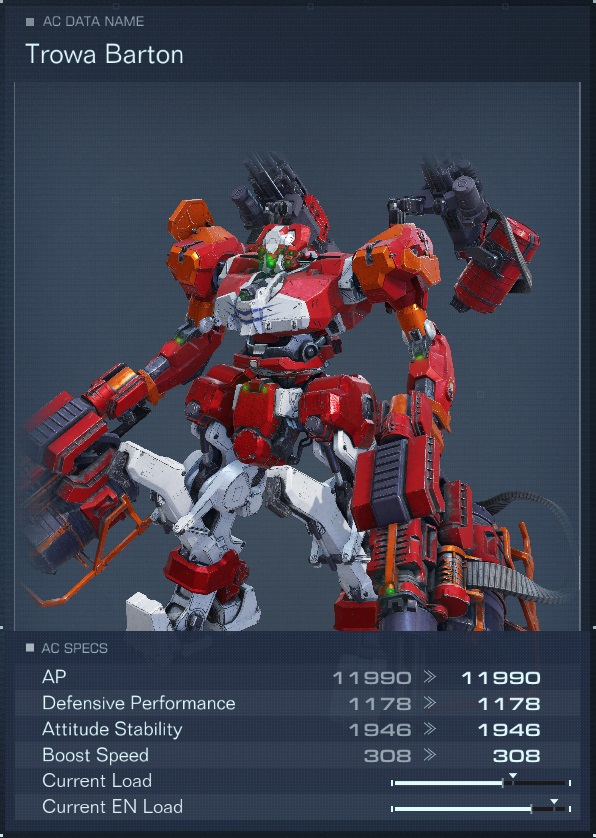 AC DATA NAME
Trowa Barton
AC SPECS
AP 11990 11990
Defensive Performance 1178 1178
Attitude Stability 1946 1946
Boost Speed 308 308
Current Load
Current EN Load